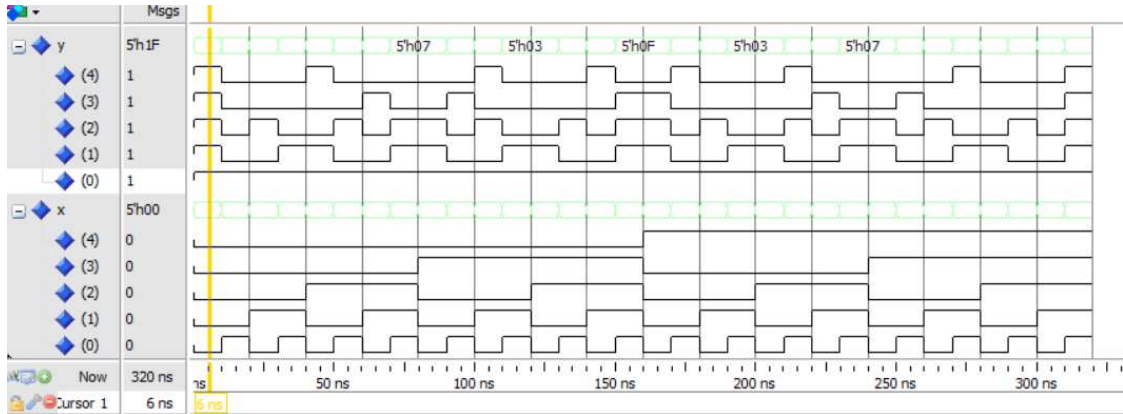 Msgs
y 5'h1F 5'h07 5'h03 5'h0F 5'h03 5'h07
(4) 1
(3) 1
(2) 1
(1) 1
(0) 1
x 5'h00
(4) 0
(3) 0
(2) 0
(1) 0
(0) 0
Now 320 ns ns 50 ns 100 ns 150 ns 200 ns 250 ns 300 ns
Cursor 1 6 ns 6 ns